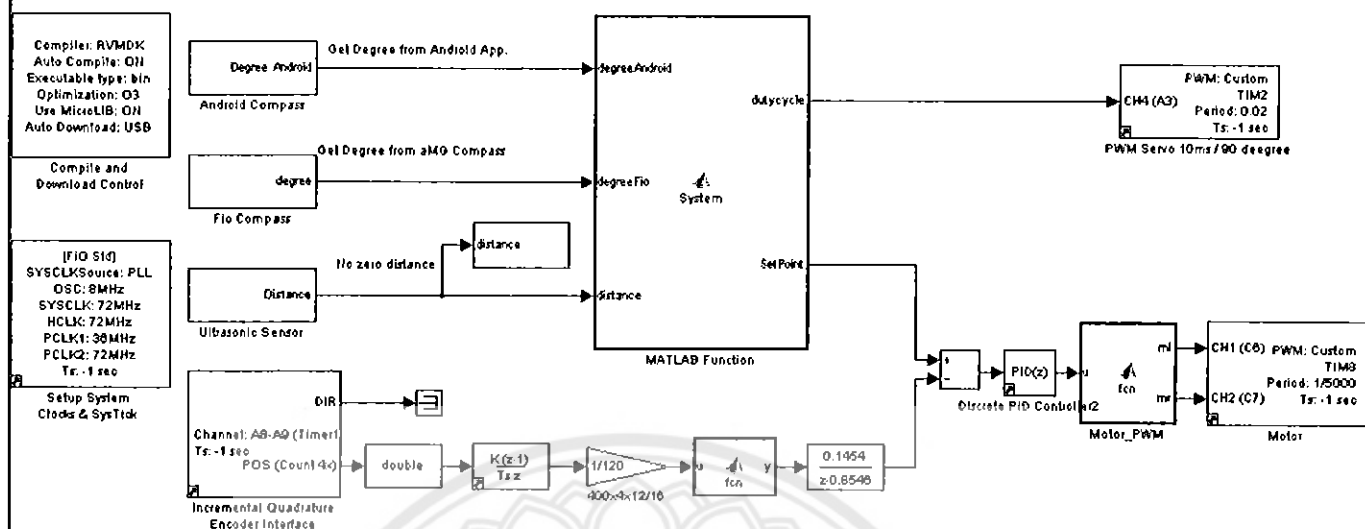 Compiler: RVMDK
Auto Compile: ON
Executable type: bin
Optimization: O3
Use MicroLIB: ON
Auto Download: USB
Compile and
Download Control
Degree Android
Android Compass
Get Degree from Android App.
degree
Fio Compass
Get Degree from aMG Compass
[FiO Std]
SYSCLKSource: PLL
OSC: 8MHz
SYSCLK: 72MHz
HCLK: 72MHz
PCLK1: 36MHz
PCLK2: 72MHz
Ts: -1 sec
Setup System
Clocks & SysTick
Distance
Ultrasonic Sensor
No zero distance
distance
degreeAndroid
degreeFio
distance
System
dutycycle
SetPoint
MATLAB Function
PWM: Custom
CH4 (A3)
TIM2
Period: 0.02
Ts: -1 sec
PWM Servo 10ms / 90 deegree
DIR
Channel: A8-A9 (Timer1
Ts: -1 sec
POS (Count 4x)
Incremental Quadrature
Encoder Interface
double
K(z-1)
Ts z
1/120
400x4x12/16
u
fcn
y
0.1454
z-0.8546
+
−
PID(z)
Discrete PID Controller2
u
fcn
ml
mr
Motor_PWM
CH1 (C6)
PWM: Custom
TIM8
Period: 1/5000
CH2 (C7)
Ts: -1 sec
Motor